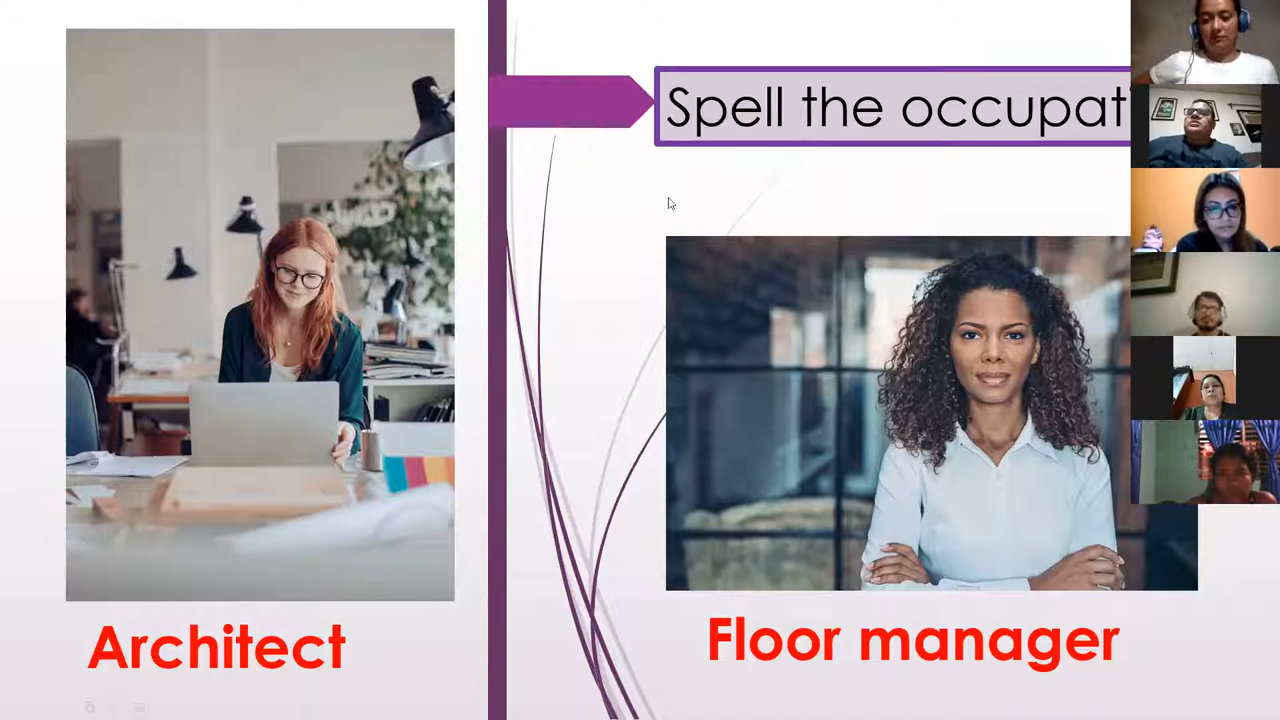 Spell the occupat
Architect
Floor manager